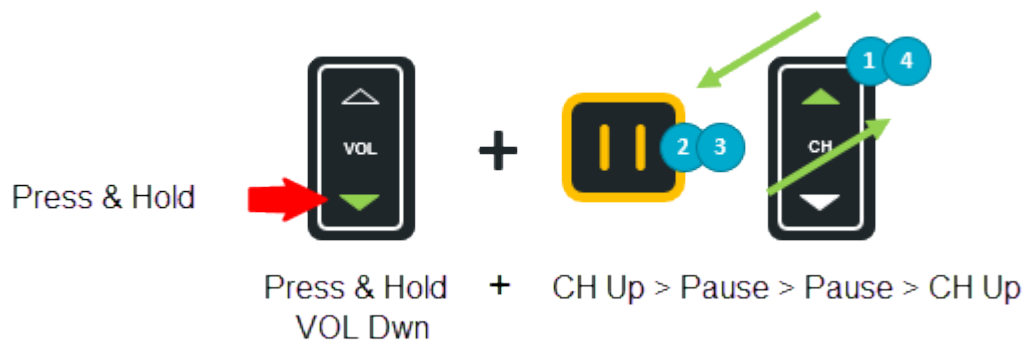 1 4
VOL
+
2 3
CH
Press & Hold
Press & Hold + CH Up > Pause > Pause > CH Up
VOL Dwn